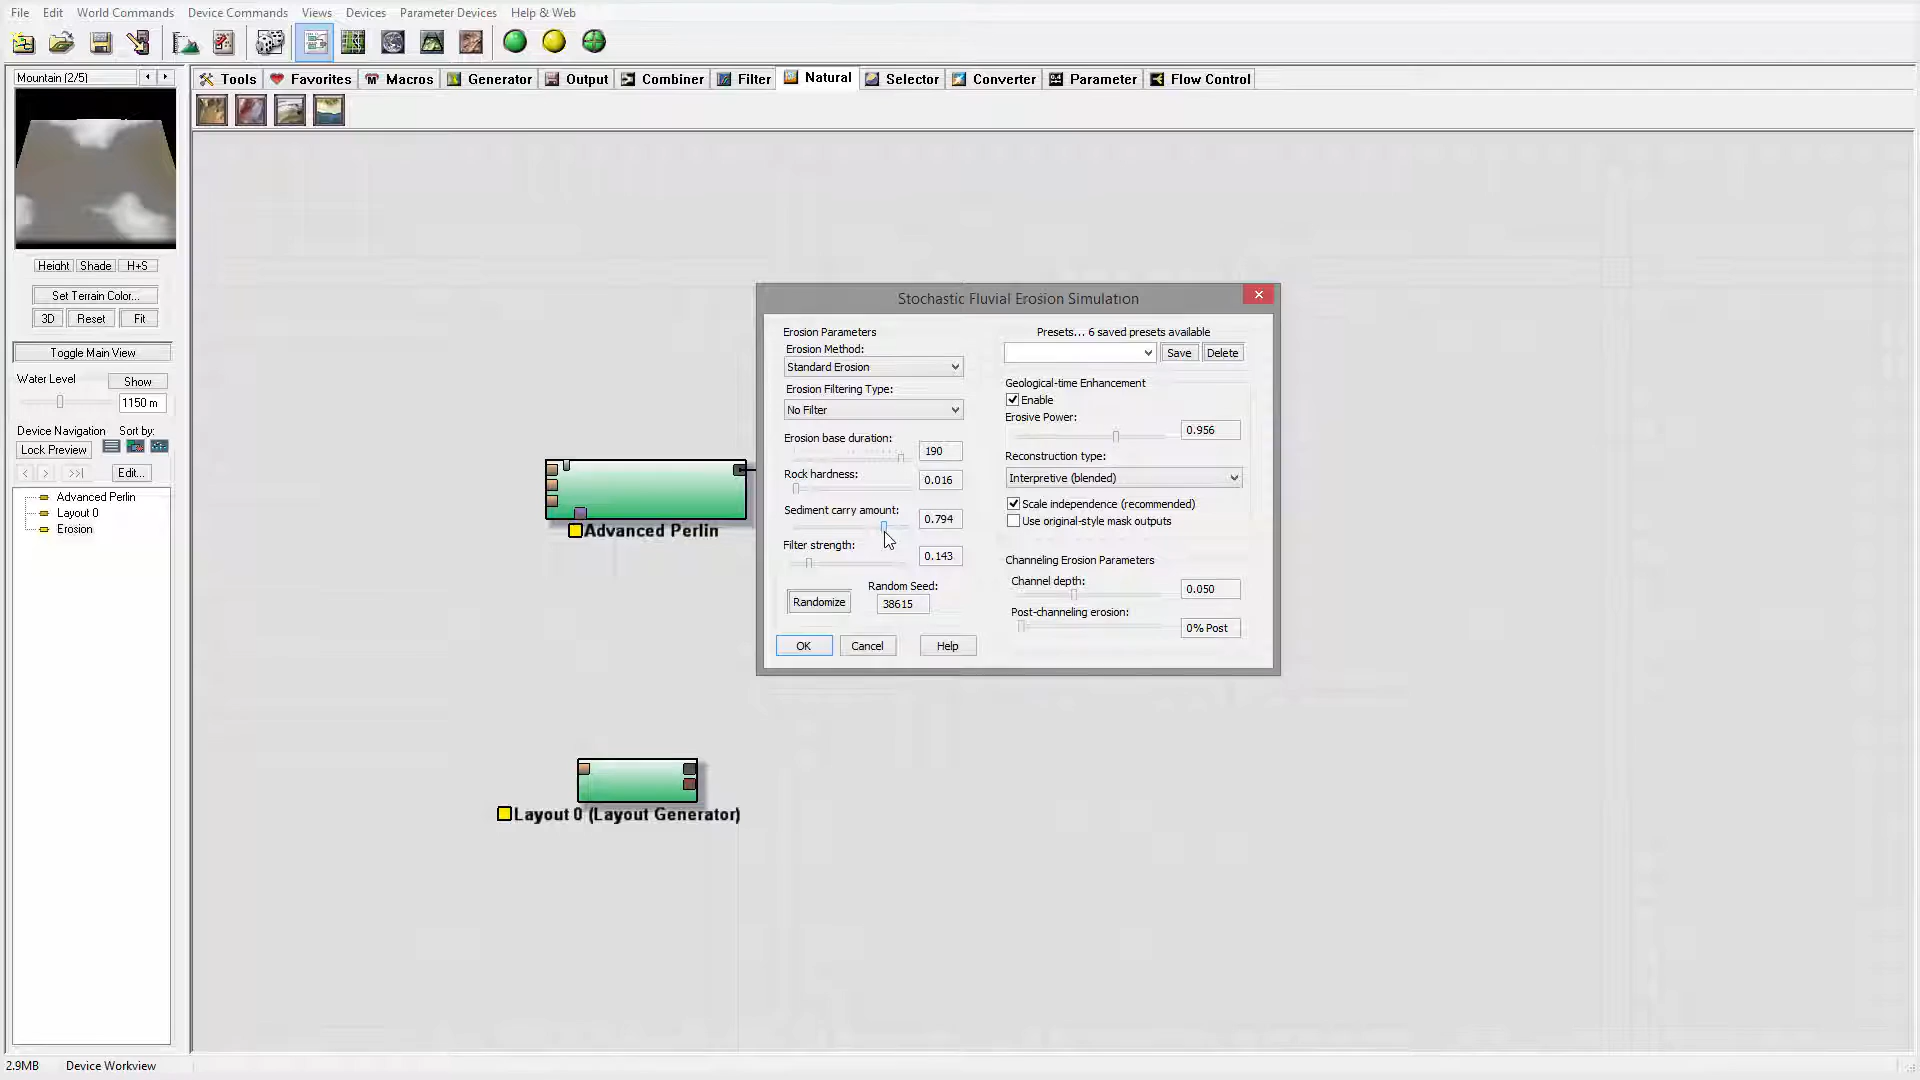 File Edit World Commands Device Commands Views Devices Parameter Devices Help & Web
Mountain (2/5)
Tools Favorites Macros Generator Output Combiner Filter Natural Selector Converter Parameter Flow Control
Height Shade H+S
Set Terrain Color...
3D Reset Fit
Toggle Main View
Water Level Show
1150 m
Device Navigation Sort by:
Lock Preview
< > >>| Edit...
Advanced Perlin
Layout 0
Erosion
Advanced Perlin
Layout 0 (Layout Generator)
Stochastic Fluvial Erosion Simulation
Erosion Parameters
Erosion Method:
Standard Erosion
Erosion Filtering Type:
No Filter
Erosion base duration:
190
Rock hardness:
0.016
Sediment carry amount:
0.794
Filter strength:
0.143
Randomize
Random Seed:
38615
OK Cancel Help
Presets... 6 saved presets available
Save Delete
Geological-time Enhancement
Enable
Erosive Power:
0.956
Reconstruction type:
Interpretive (blended)
Scale independence (recommended)
Use original-style mask outputs
Channeling Erosion Parameters
Channel depth:
0.050
Post-channeling erosion:
0% Post
2.9MB Device Workview